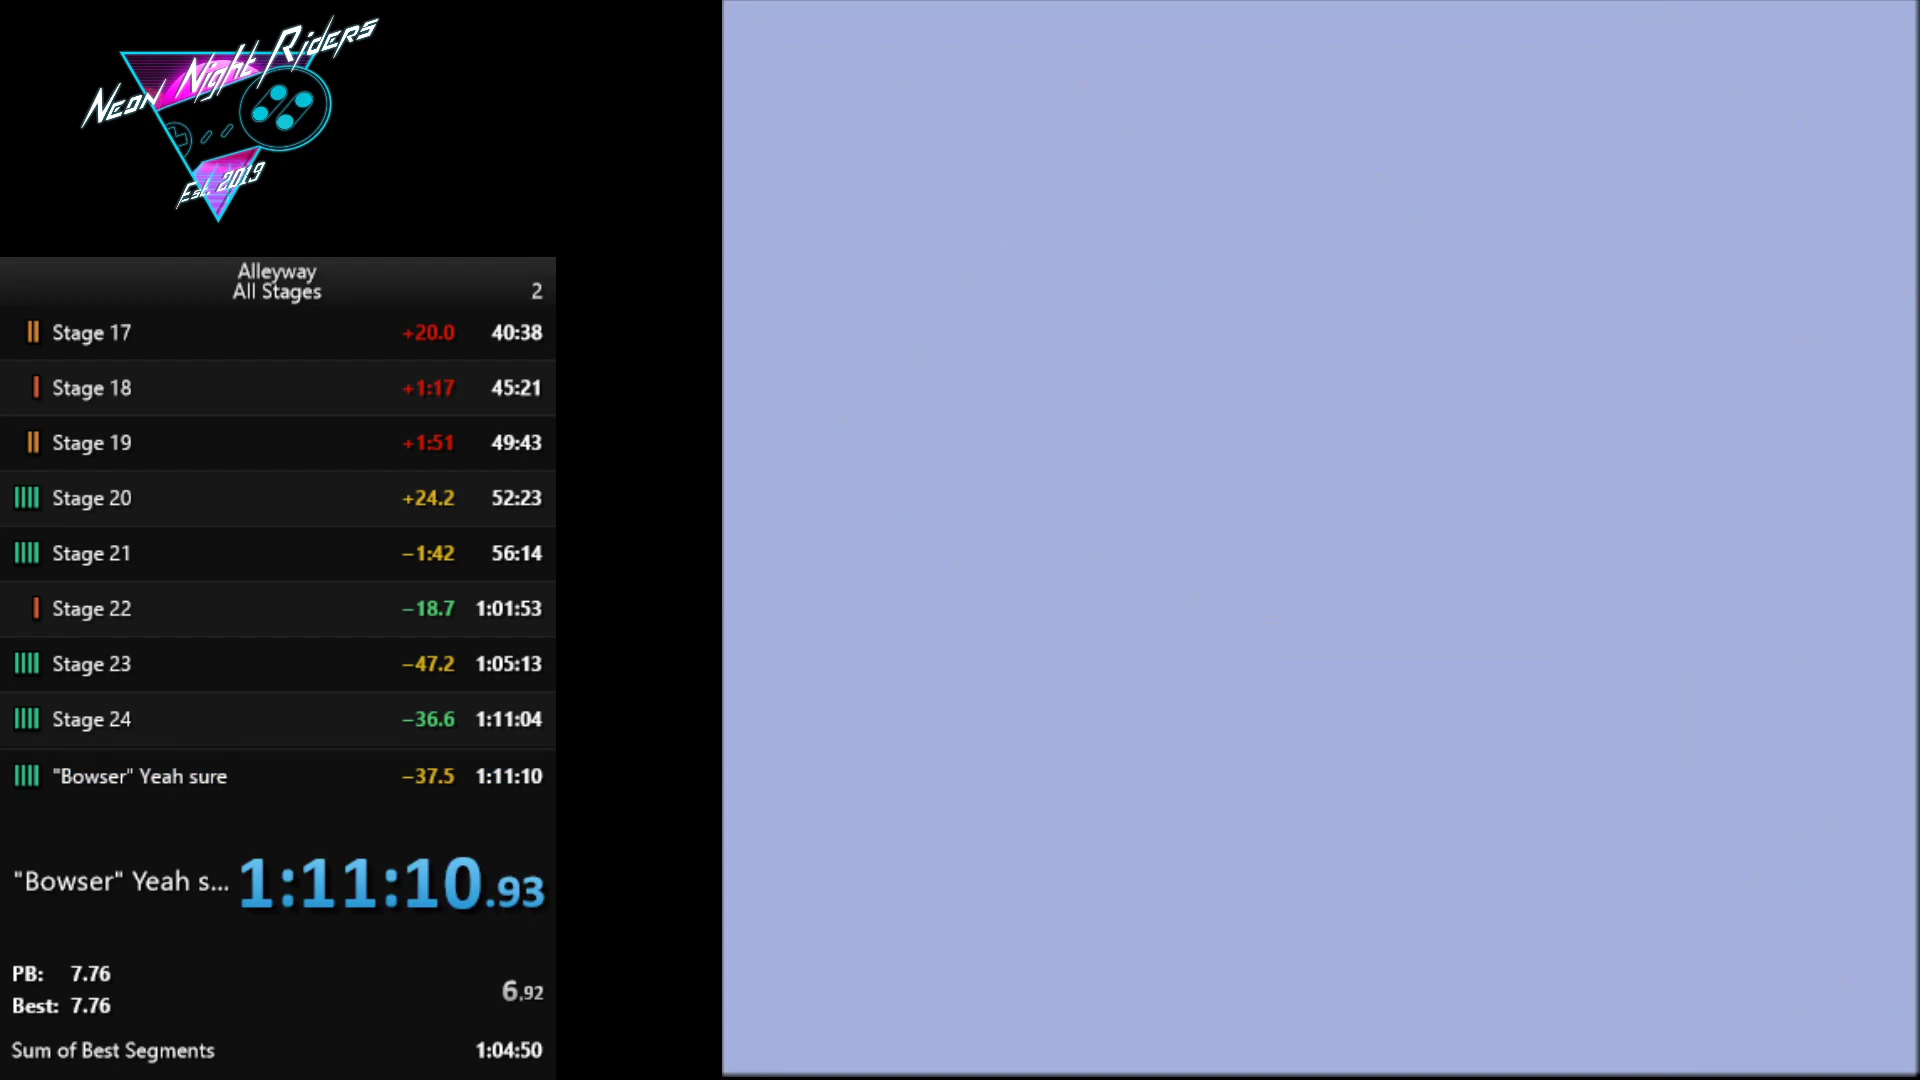 Neon Night Riders
Est. 2019
Alleyway
All Stages 2
Stage 17 +20.0 40:38
Stage 18 +1:17 45:21
Stage 19 +1:51 49:43
Stage 20 +24.2 52:23
Stage 21 −1:42 56:14
Stage 22 −18.7 1:01:53
Stage 23 −47.2 1:05:13
Stage 24 −36.6 1:11:04
"Bowser" Yeah sure −37.5 1:11:10
"Bowser" Yeah s... 1:11:10.93
PB: 7.76
6.92
Best: 7.76
Sum of Best Segments 1:04:50